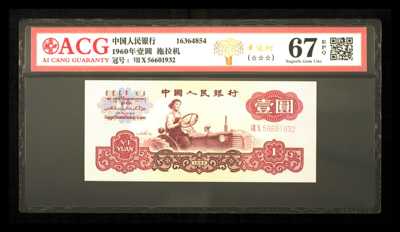 ACG
AI CANG GUARANTY
中国人民银行 16364854
1960年壹圆 拖拉机
冠号: VIII X 56601932
(☆☆☆)
67 EPQ
Superb Gem Unc
中国人民银行
壹圆
VIII X 56601932
YI YUAN
1960
1